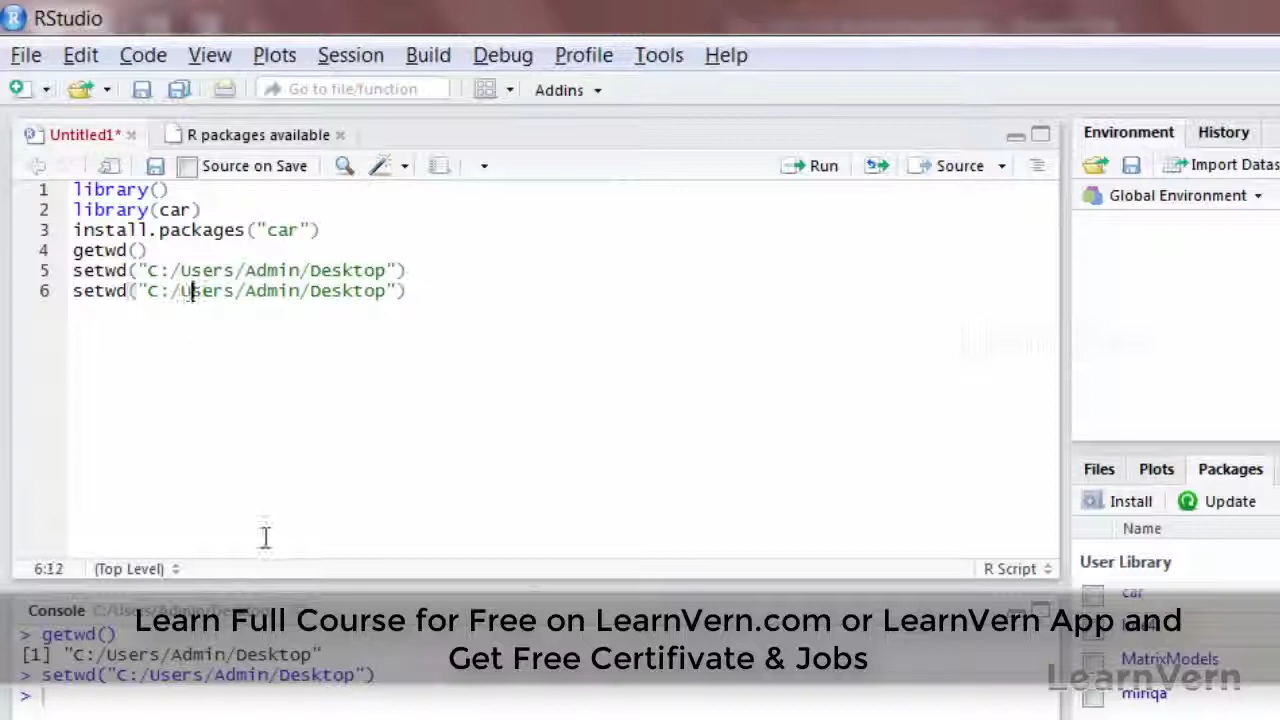 RStudio
File Edit Code View Plots Session Build Debug Profile Tools Help
Go to file/function Addins
Untitled1* R packages available
Source on Save Run Source
1 library()
2 library(car)
3 install.packages("car")
4 getwd()
5 setwd("C:/Users/Admin/Desktop")
6 setwd("C:/Users/Admin/Desktop")
6:12 (Top Level) R Script
Environment History
Import Datas
Global Environment
Files Plots Packages
Install Update
Name
User Library
car
MatrixModels
minqa
Console C:/Users/Admin/Desktop
> getwd()
[1] "C:/Users/Admin/Desktop"
> setwd("C:/Users/Admin/Desktop")
>
Learn Full Course for Free on LearnVern.com or LearnVern App and
Get Free Certifivate & Jobs
LearnVern